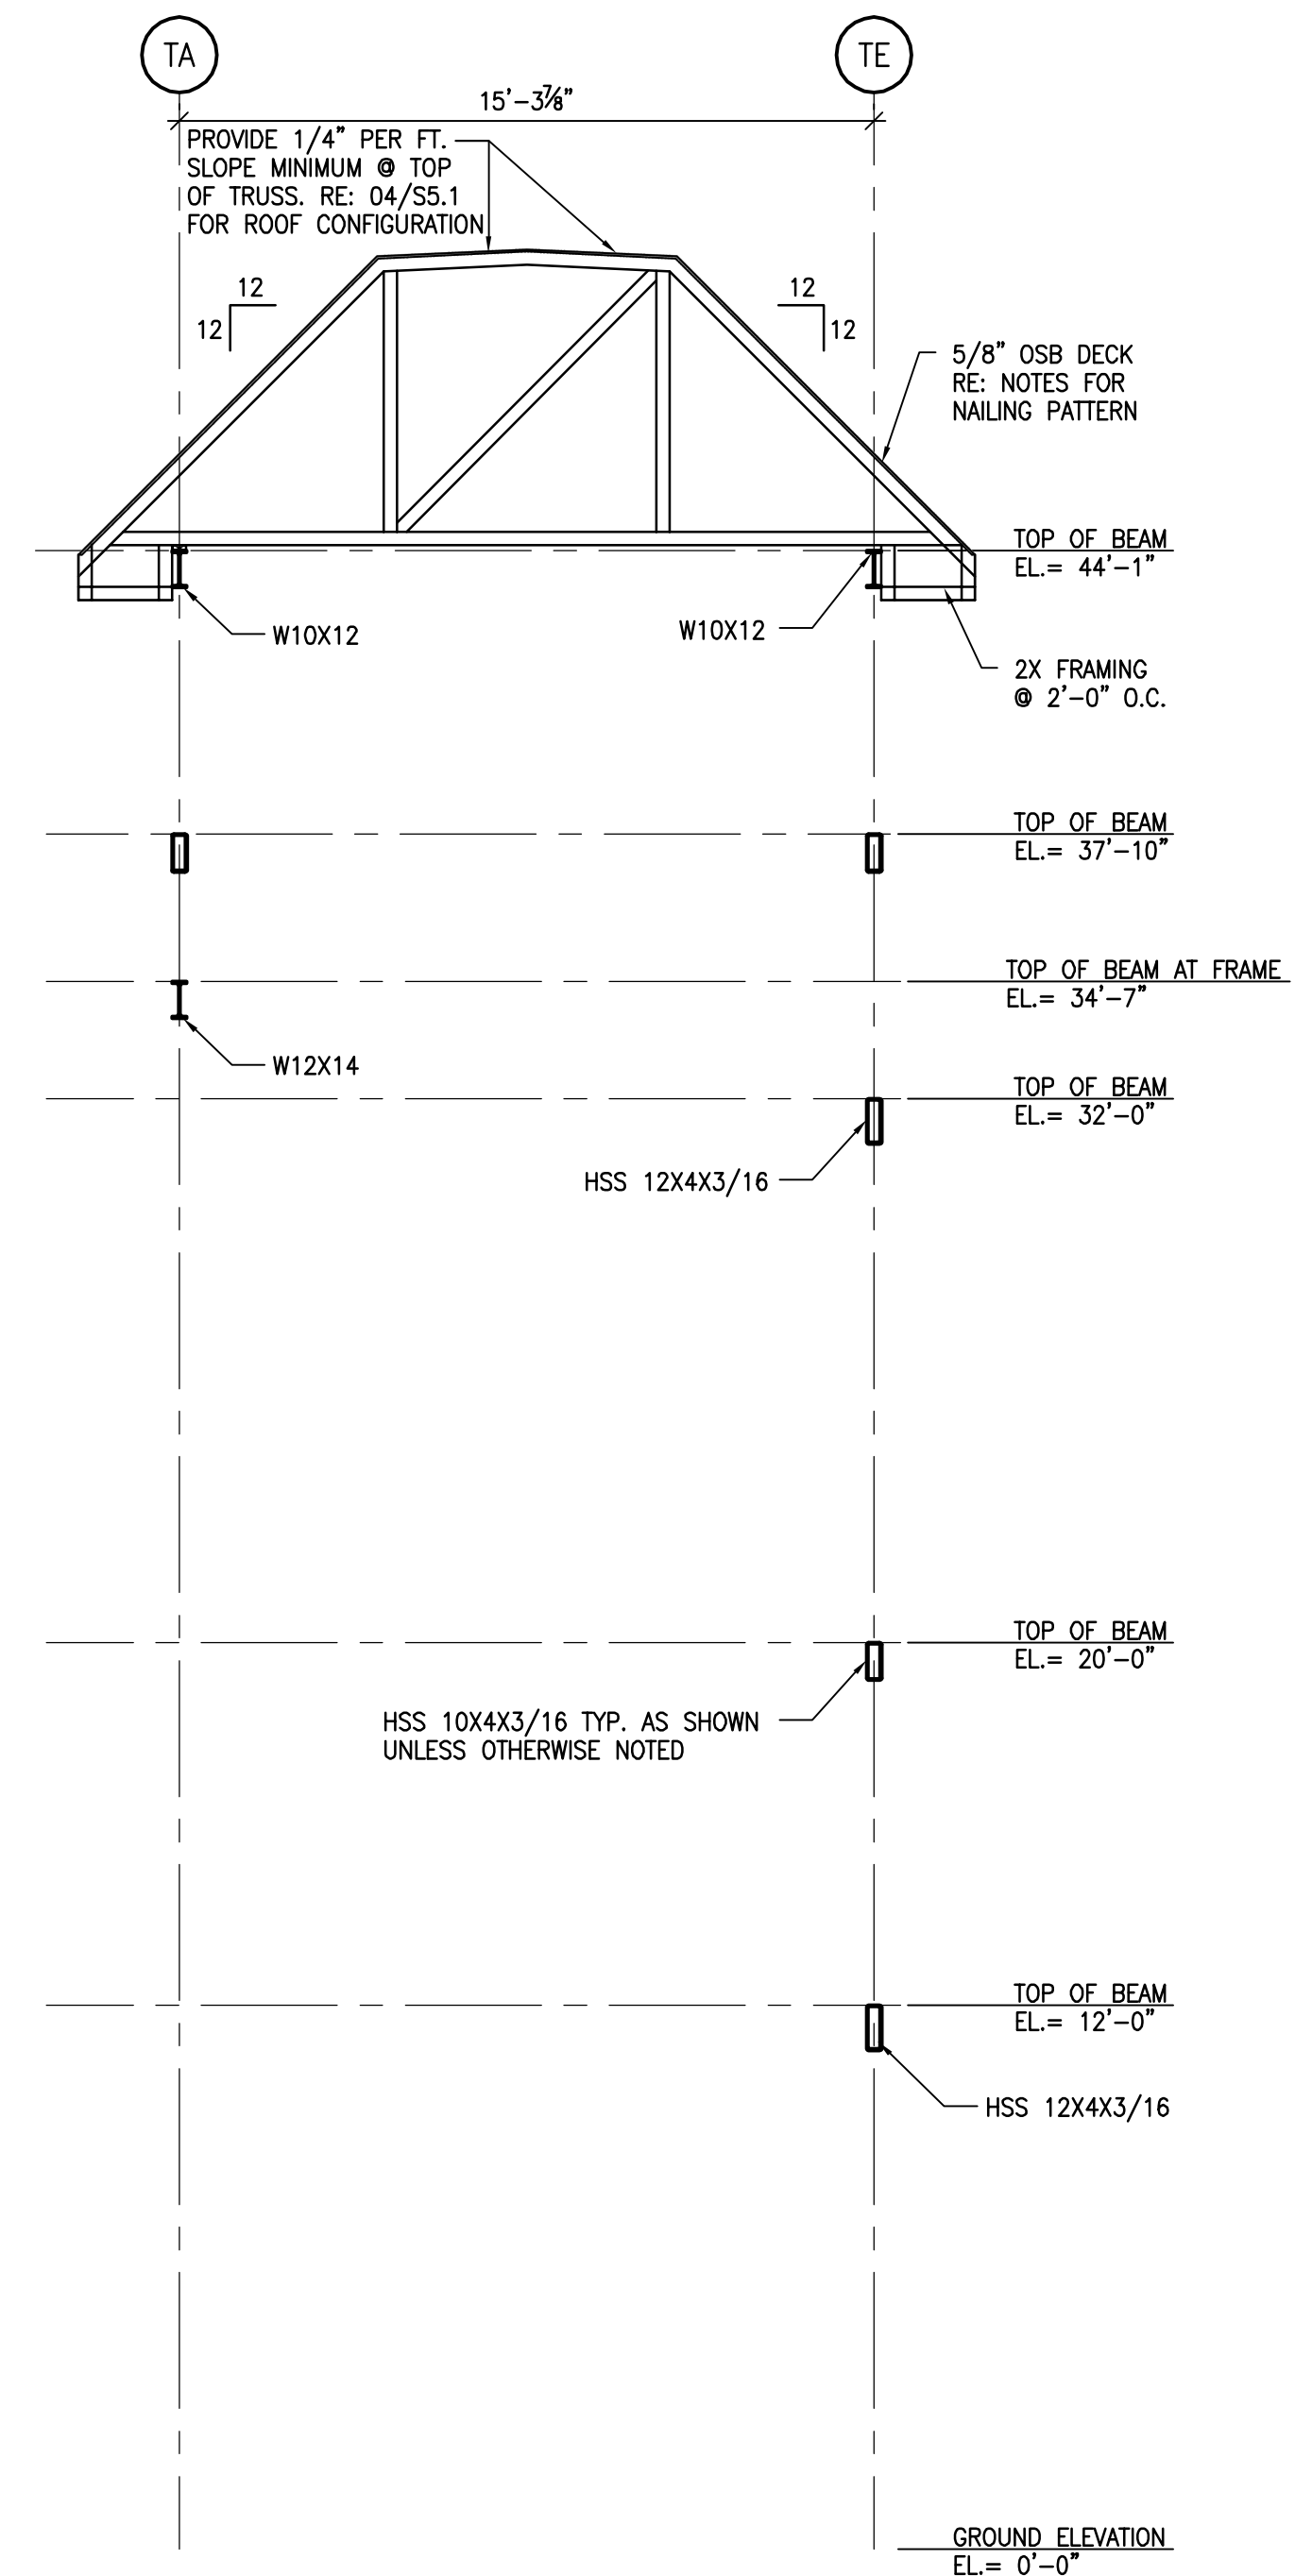 TA
TE
15'-3⅞"
PROVIDE 1/4" PER FT.
SLOPE MINIMUM @ TOP
OF TRUSS. RE: 04/S5.1
FOR ROOF CONFIGURATION
12
12
12
12
5/8" OSB DECK
RE: NOTES FOR
NAILING PATTERN
TOP OF BEAM
EL.= 44'-1"
W10X12
W10X12
2X FRAMING
@ 2'-0" O.C.
TOP OF BEAM
EL.= 37'-10"
TOP OF BEAM AT FRAME
EL.= 34'-7"
W12X14
TOP OF BEAM
EL.= 32'-0"
HSS 12X4X3/16
TOP OF BEAM
EL.= 20'-0"
HSS 10X4X3/16 TYP. AS SHOWN
UNLESS OTHERWISE NOTED
TOP OF BEAM
EL.= 12'-0"
HSS 12X4X3/16
GROUND ELEVATION
EL.= 0'-0"